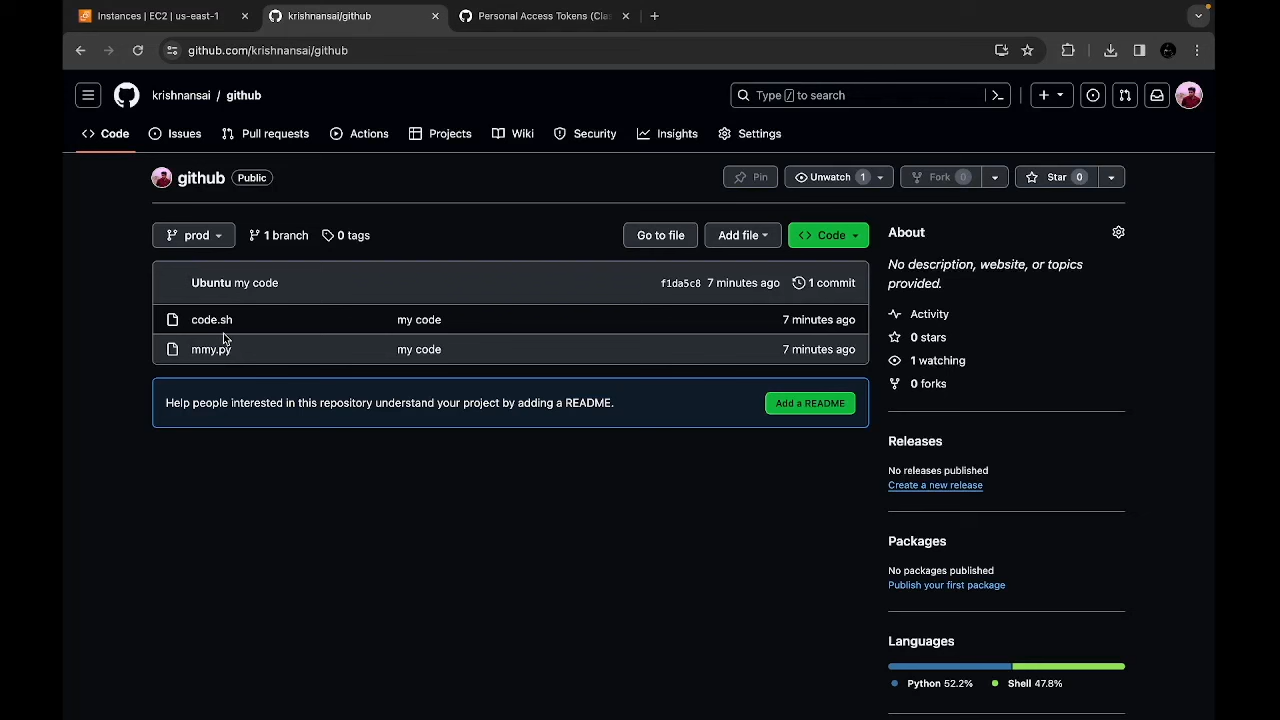 Instances | EC2 | us-east-1
krishnansai/github
Personal Access Tokens (Cla
github.com/krishnansai/github
krishnansai / github
Type / to search
Code
Issues
Pull requests
Actions
Projects
Wiki
Security
Insights
Settings
github Public
Pin
Unwatch 1
Fork 0
Star 0
prod
1 branch
0 tags
Go to file
Add file
Code
Ubuntu my code
f1da5c8 7 minutes ago
1 commit
code.sh my code 7 minutes ago
mmy.py my code 7 minutes ago
Help people interested in this repository understand your project by adding a README.
Add a README
About
No description, website, or topics
provided.
Activity
0 stars
1 watching
0 forks
Releases
No releases published
Create a new release
Packages
No packages published
Publish your first package
Languages
Python 52.2%
Shell 47.8%